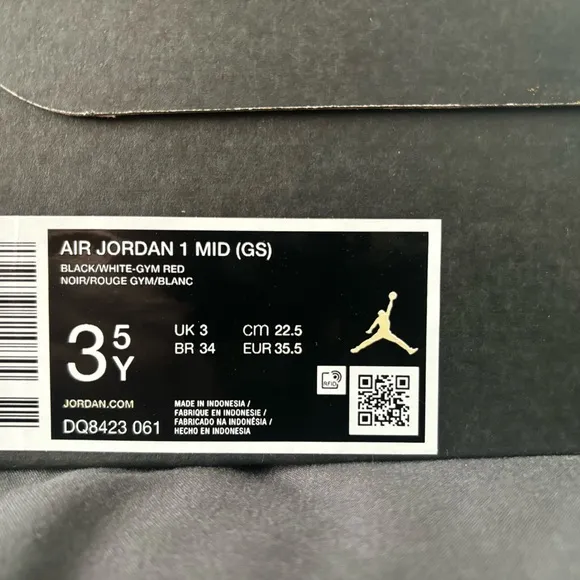 AIR JORDAN 1 MID (GS)
BLACK/WHITE-GYM RED
NOIR/ROUGE GYM/BLANC
3 5 Y
UK 3 cm 22.5
BR 34 EUR 35.5
RFID
JORDAN.COM
DQ8423 061
MADE IN INDONESIA /
FABRIQUE EN INDONESIE /
FABRICADO NA INDONÉSIA /
HECHO EN INDONESIA